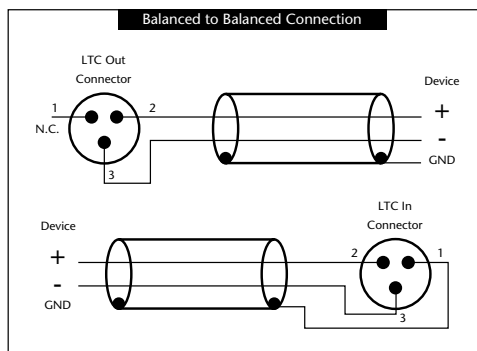 Balanced to Balanced Connection
LTC Out
Connector
Device
1
2
+
N.C.
-
3
GND
LTC In
Connector
Device
+
2
1
-
GND
3